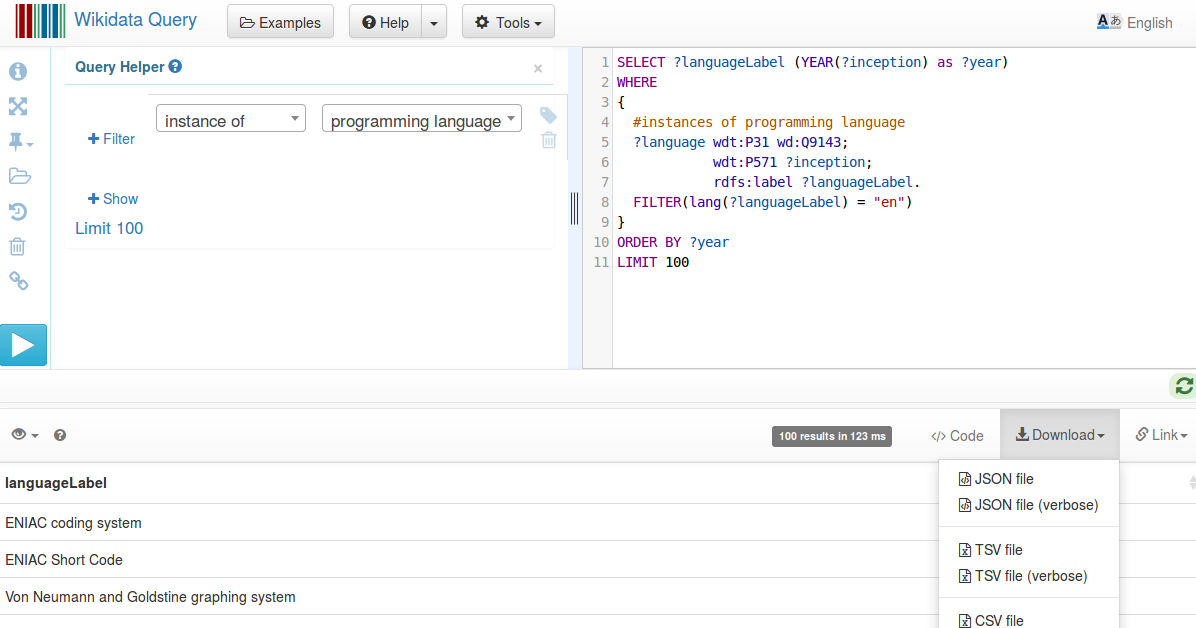 Wikidata Query Examples Help Tools A あ English
Query Helper ×
instance of programming language
+ Filter
+ Show
Limit 100
1 SELECT ?languageLabel (YEAR(?inception) as ?year)
2 WHERE
3 {
4 #instances of programming language
5 ?language wdt:P31 wd:Q9143;
6 wdt:P571 ?inception;
7 rdfs:label ?languageLabel.
8 FILTER(lang(?languageLabel) = "en")
9 }
10 ORDER BY ?year
11 LIMIT 100
100 results in 123 ms </> Code Download Link
JSON file
JSON file (verbose)
TSV file
TSV file (verbose)
CSV file
languageLabel
ENIAC coding system
ENIAC Short Code
Von Neumann and Goldstine graphing system